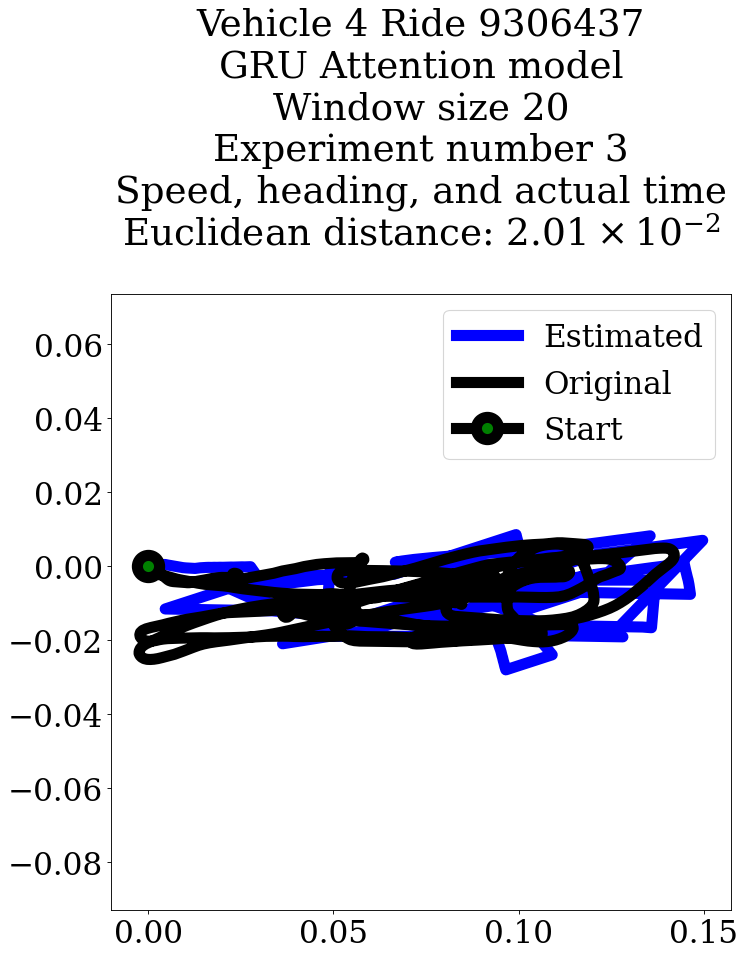 Vehicle 4 Ride 9306437
GRU Attention model
Window size 20
Experiment number 3
Speed, heading, and actual time
Euclidean distance: 2.01 × 10⁻²
Estimated
Original
Start
0.06
0.04
0.02
0.00
−0.02
−0.04
−0.06
−0.08
0.00 0.05 0.10 0.15